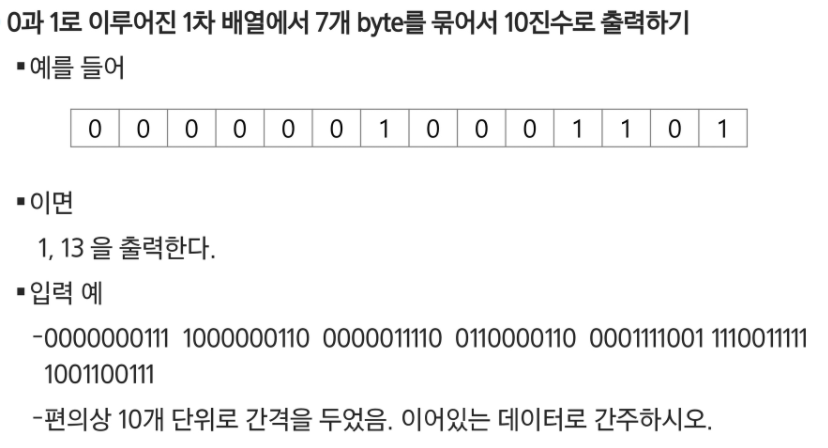 0과 1로 이루어진 1차 배열에서 7개 byte를 묶어서 10진수로 출력하기
▪예를 들어
0 0 0 0 0 0 1 0 0 0 1 1 0 1
▪이면
1, 13 을 출력한다.
▪입력 예
-0000000111 1000000110 0000011110 0110000110 0001111001 1110011111
1001100111
-편의상 10개 단위로 간격을 두었음. 이어있는 데이터로 간주하시오.